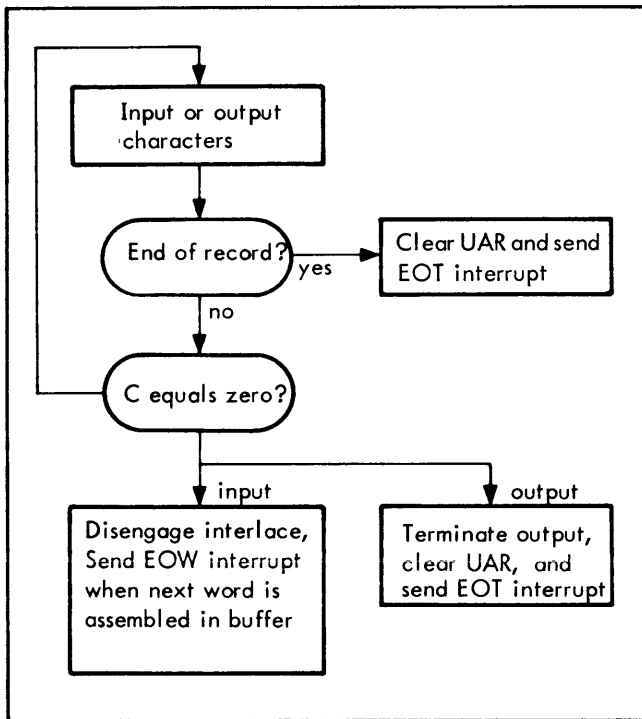 Input or output
characters
End of record?
yes
Clear UAR and send
EOT interrupt
no
C equals zero?
input
output
Disengage interlace,
Send EOW interrupt
when next word is
assembled in buffer
Terminate output,
clear UAR, and
send EOT interrupt